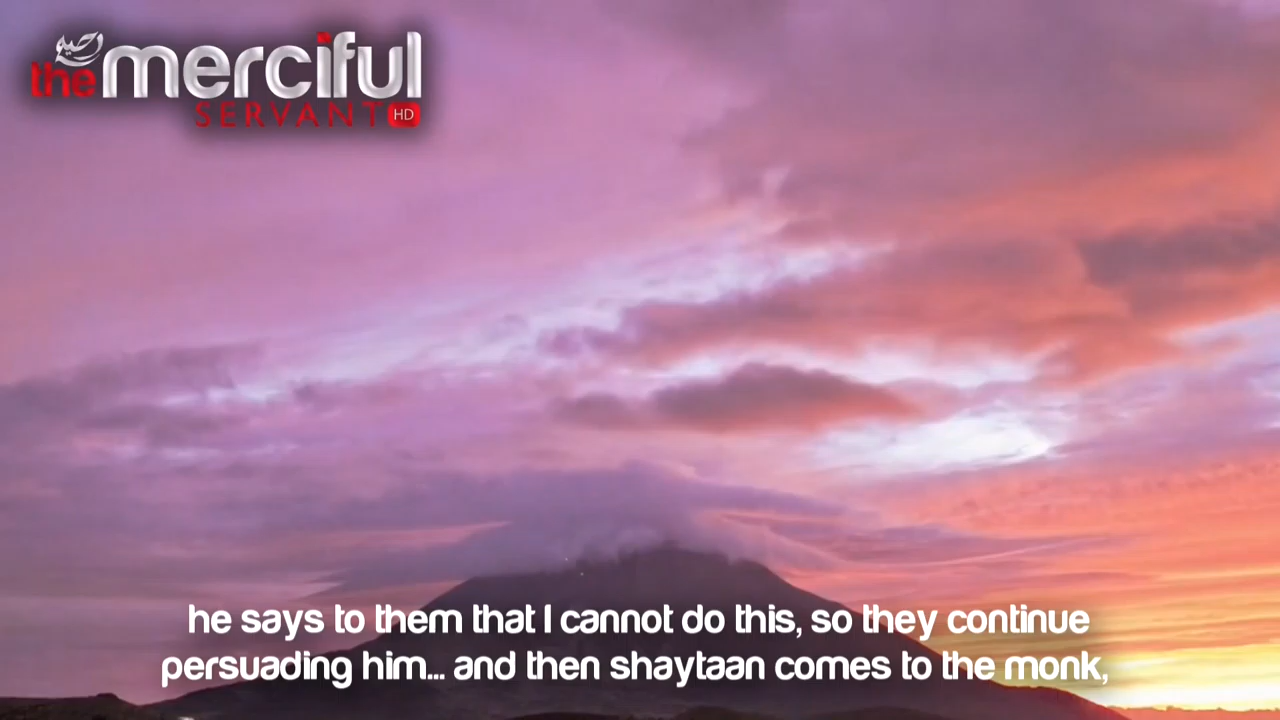 رحيم
the merciful
SERVANT HD
he says to them that I cannot do this, so they continue
persuading him... and then shaytaan comes to the monk,